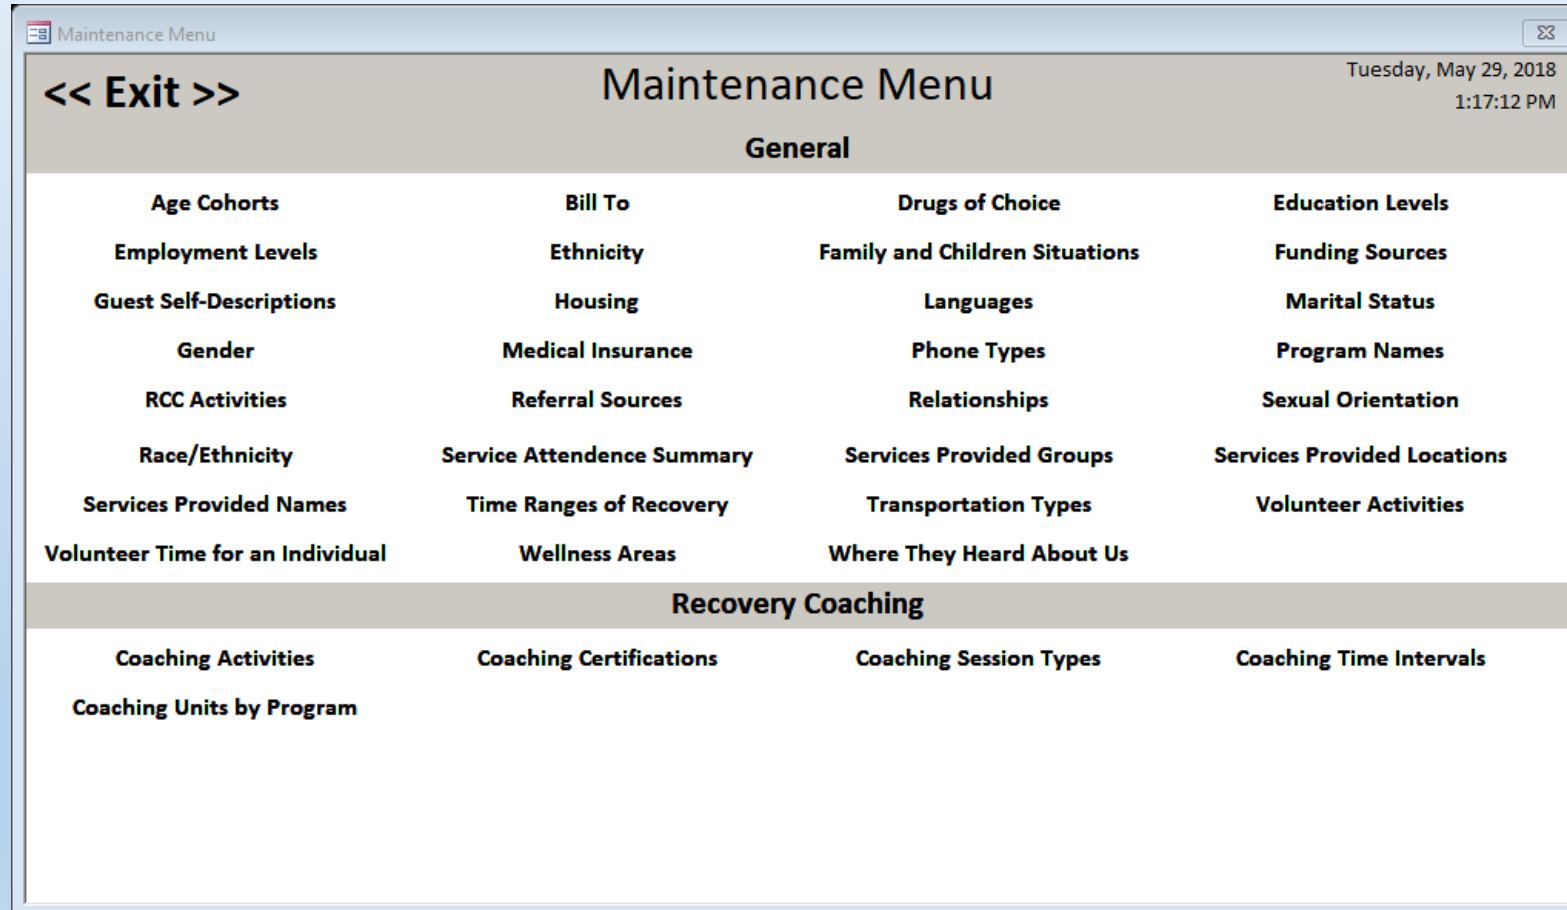 Maintenance Menu
<< Exit >>
Maintenance Menu
Tuesday, May 29, 2018
1:17:12 PM
General
Age Cohorts Bill To Drugs of Choice Education Levels
Employment Levels Ethnicity Family and Children Situations Funding Sources
Guest Self-Descriptions Housing Languages Marital Status
Gender Medical Insurance Phone Types Program Names
RCC Activities Referral Sources Relationships Sexual Orientation
Race/Ethnicity Service Attendence Summary Services Provided Groups Services Provided Locations
Services Provided Names Time Ranges of Recovery Transportation Types Volunteer Activities
Volunteer Time for an Individual Wellness Areas Where They Heard About Us
Recovery Coaching
Coaching Activities Coaching Certifications Coaching Session Types Coaching Time Intervals
Coaching Units by Program